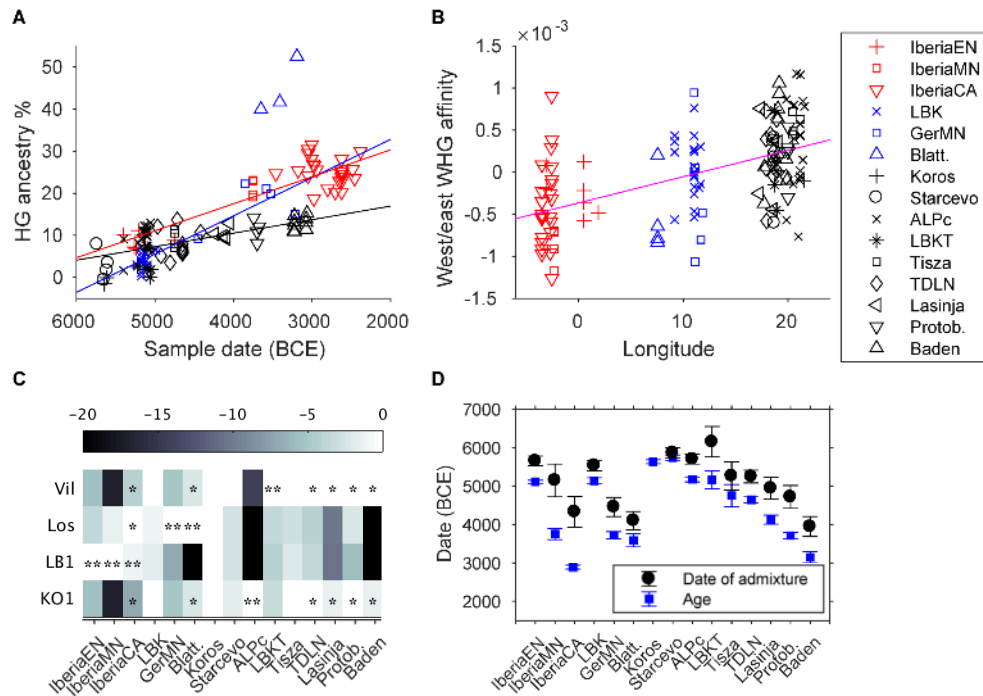 A
HG ancestry %
50
40
30
20
10
0
6000 5000 4000 3000 2000
Sample date (BCE)
B
×10⁻³
West/east WHG affinity
1.5
1
0.5
0
-0.5
-1
-1.5
0 10 20
Longitude
IberiaEN
IberiaMN
IberiaCA
LBK
GerMN
Blatt.
Koros
Starcevo
ALPc
LBKT
Tisza
TDLN
Lasinja
Protob.
Baden
C
-20 -15 -10 -5 0
Vil * * ** * * * *
Los * ** **
LB1 ** ** **
KO1 * * ** * * * *
IberiaEN
IberiaMN
IberiaCA
LBK
GerMN
Blatt.
Koros
Starcevo
ALPc
LBKT
Tisza
TDLN
Lasinja
Protob.
Baden
D
Date (BCE)
7000
6000
5000
4000
3000
2000
Date of admixture
Age
IberiaEN
IberiaMN
IberiaCA
LBK
GerMN
Blatt.
Koros
Starcevo
ALPc
LBKT
Tisza
TDLN
Lasinja
Protob.
Baden